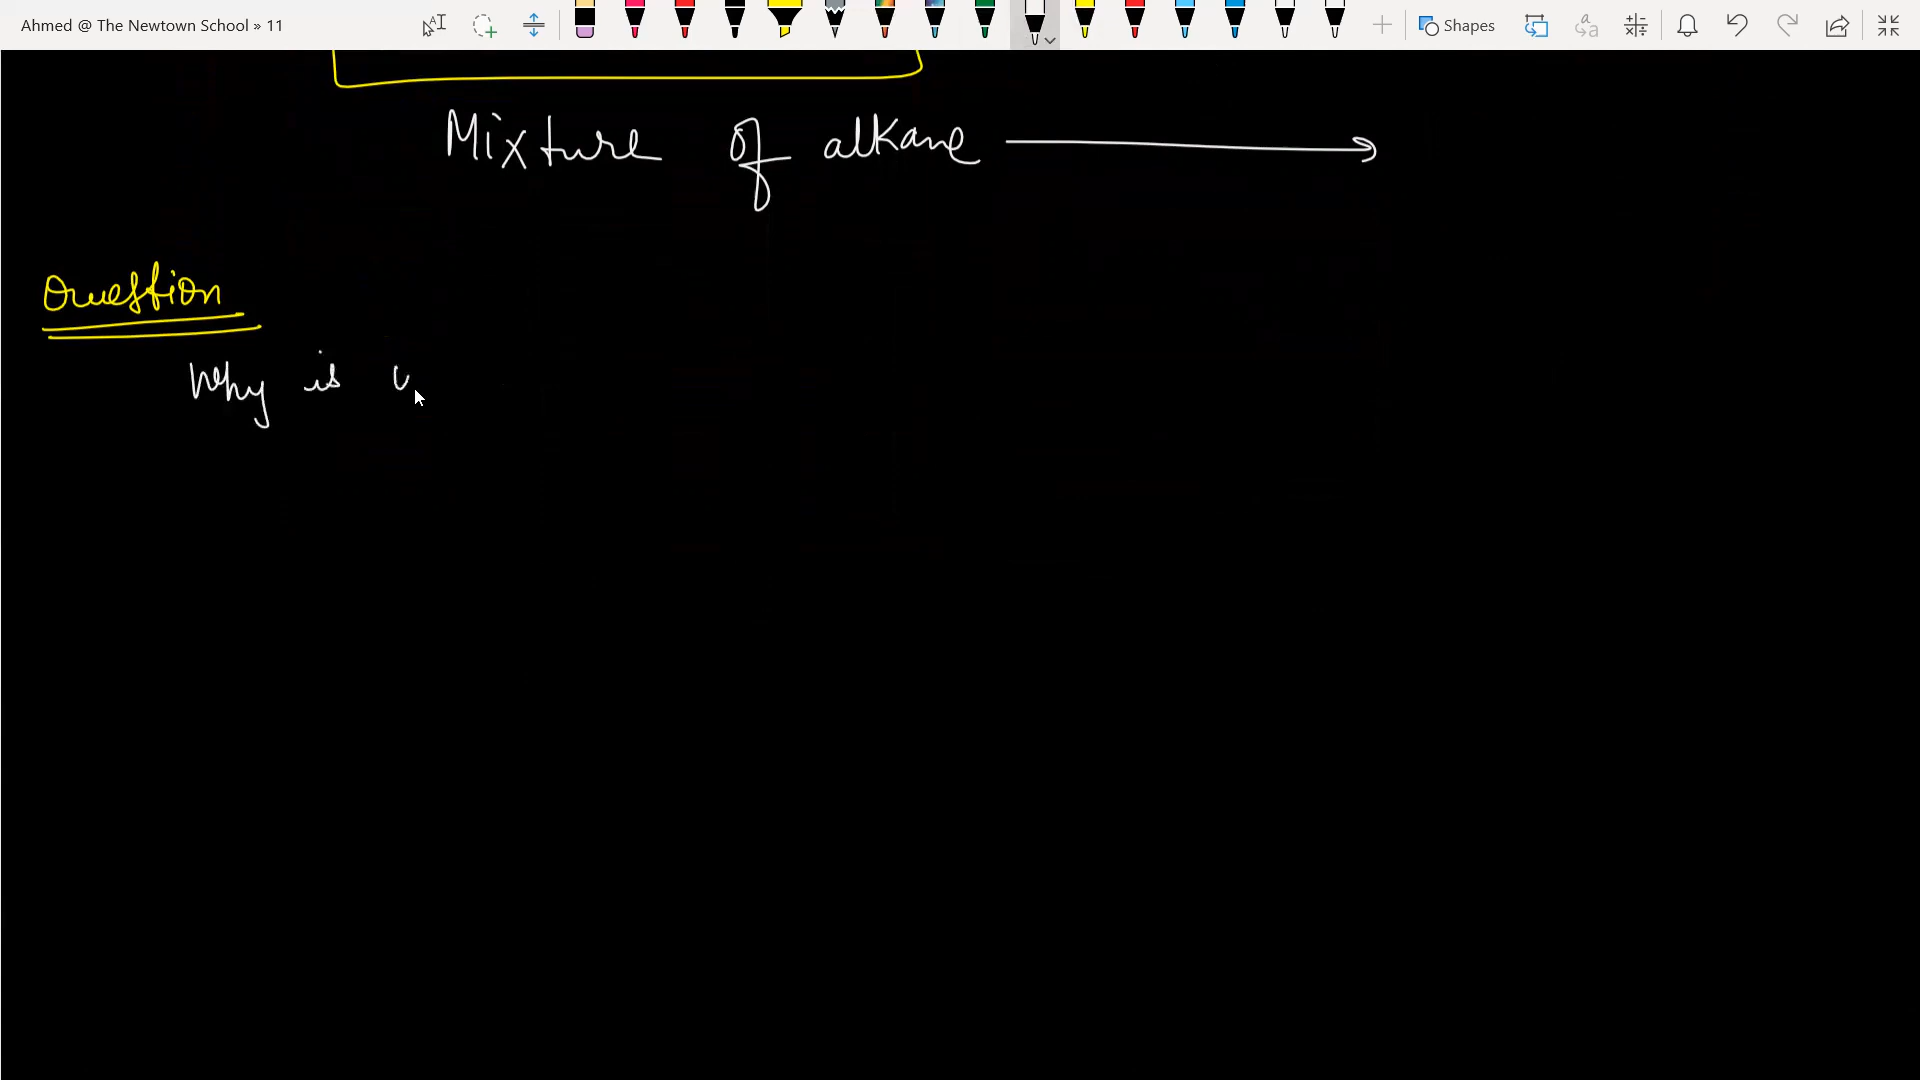 Ahmed @ The Newtown School » 11
Shapes
Mixture of alkane
Question
Why is